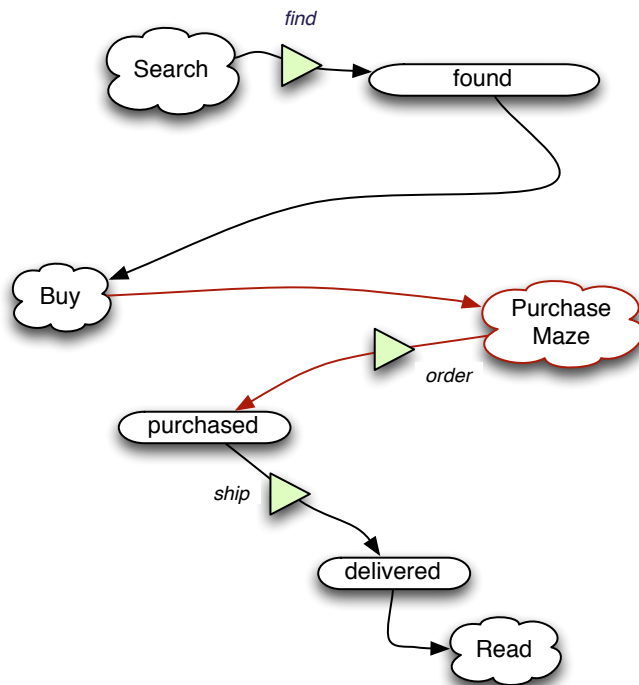 find
Search
found
Buy
Purchase
Maze
order
purchased
ship
delivered
Read